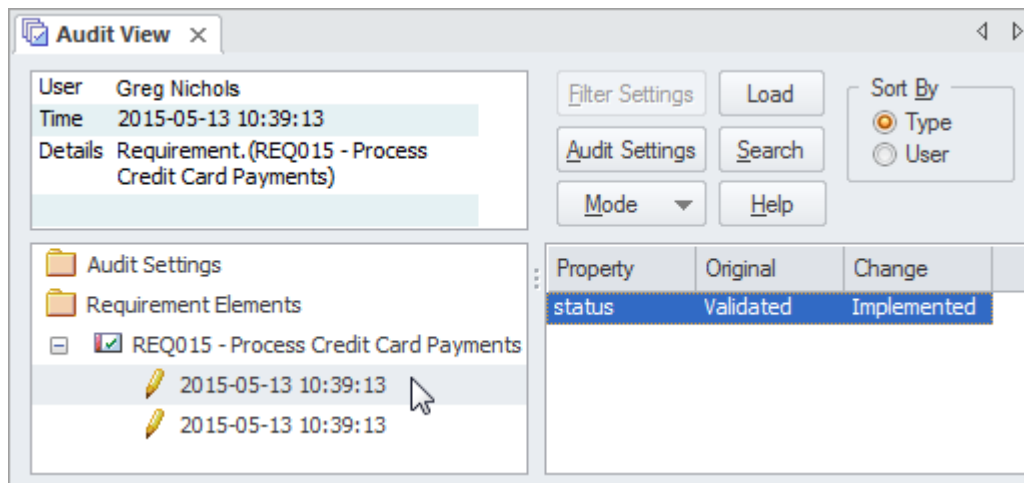 Audit View
User Greg Nichols
Time 2015-05-13 10:39:13
Details Requirement.(REQ015 - Process
Credit Card Payments)
Filter Settings Load
Audit Settings Search
Mode Help
Sort By
Type
User
Audit Settings
Requirement Elements
REQ015 - Process Credit Card Payments
2015-05-13 10:39:13
2015-05-13 10:39:13
Property Original Change
status Validated Implemented